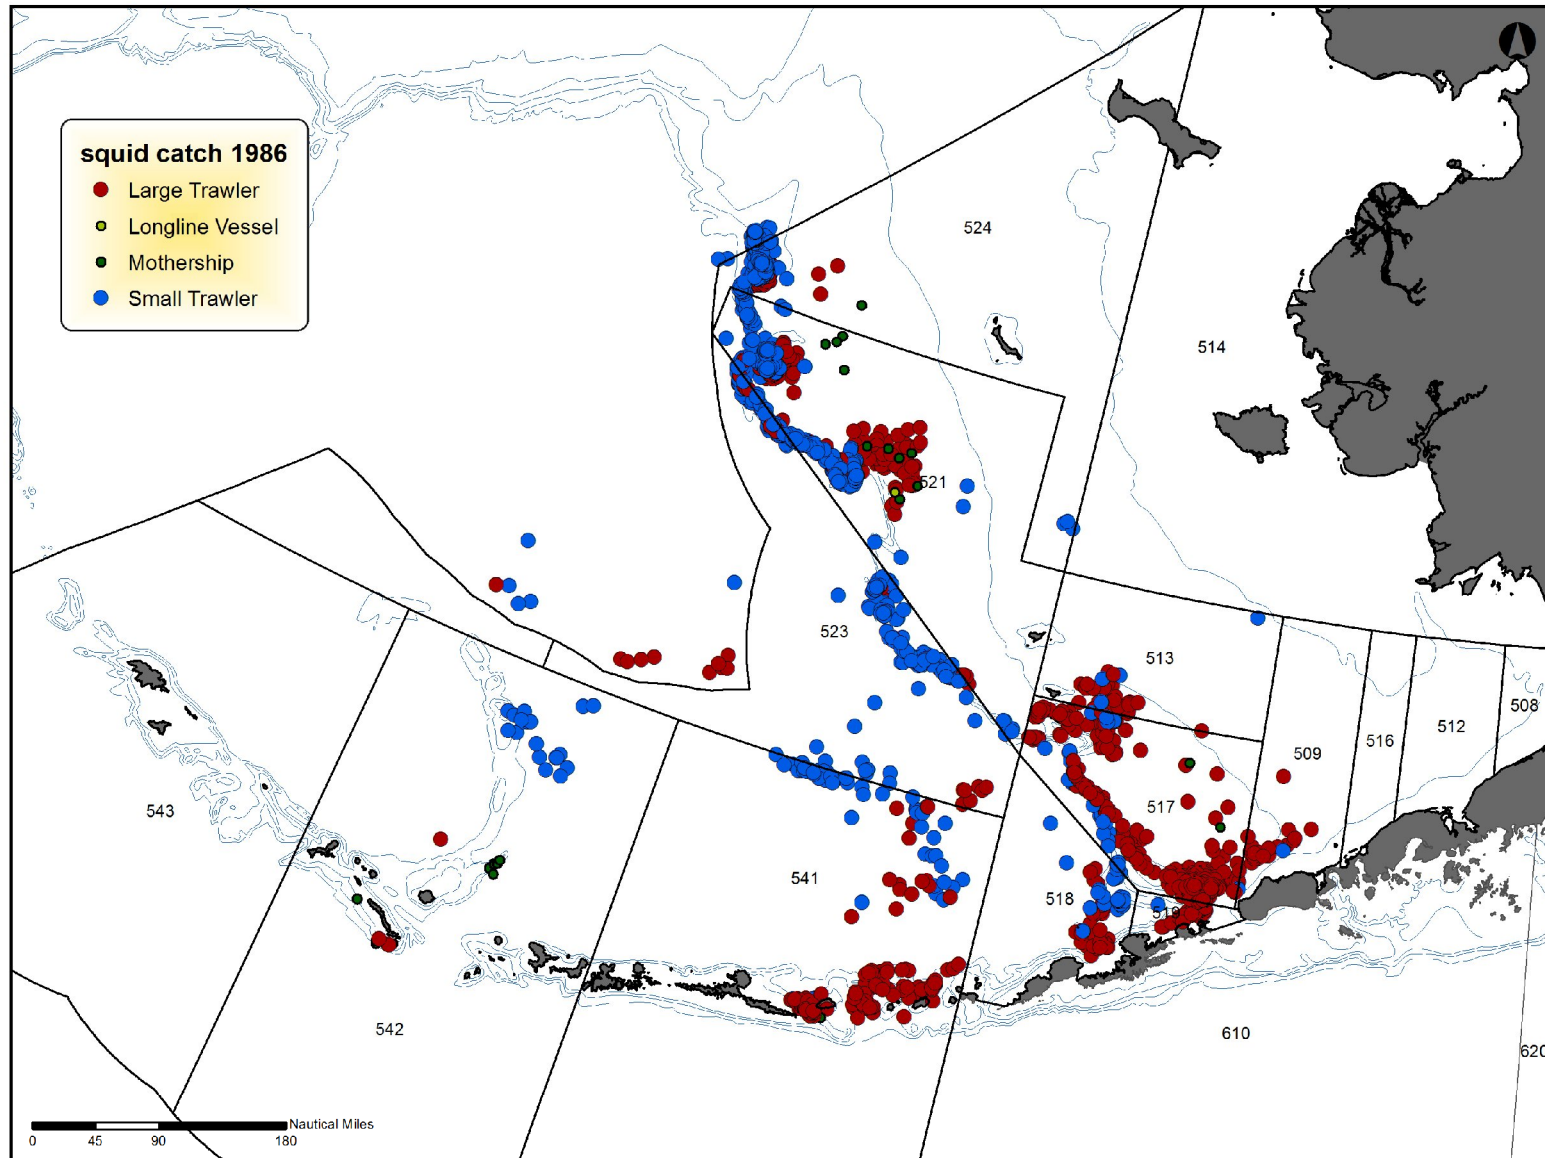 squid catch 1986
Large Trawler
Longline Vessel
Mothership
Small Trawler
524
514
521
523
513
508
512
516
509
517
543
541
518
519
542
610
620
Nautical Miles
0 45 90 180